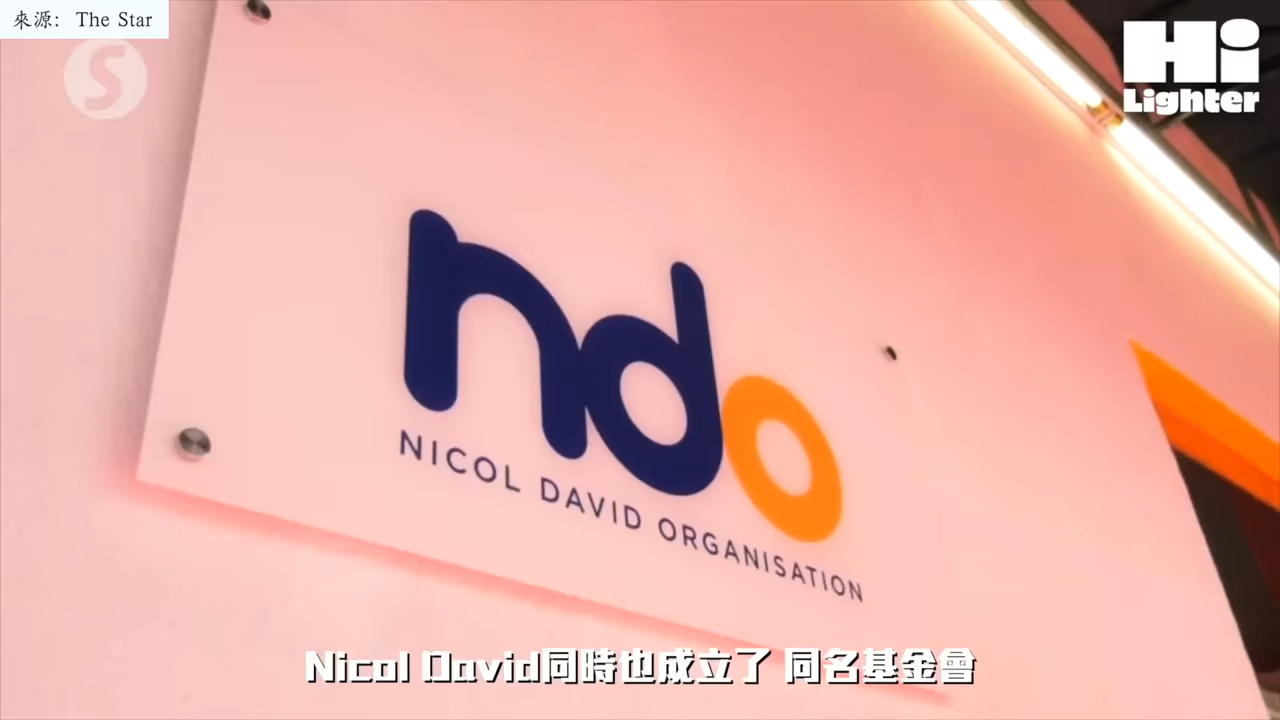 來源: The Star
S
Hi
Lighter
ndo
NICOL DAVID ORGANISATION
Nicol David同時也成立了 同名基金會